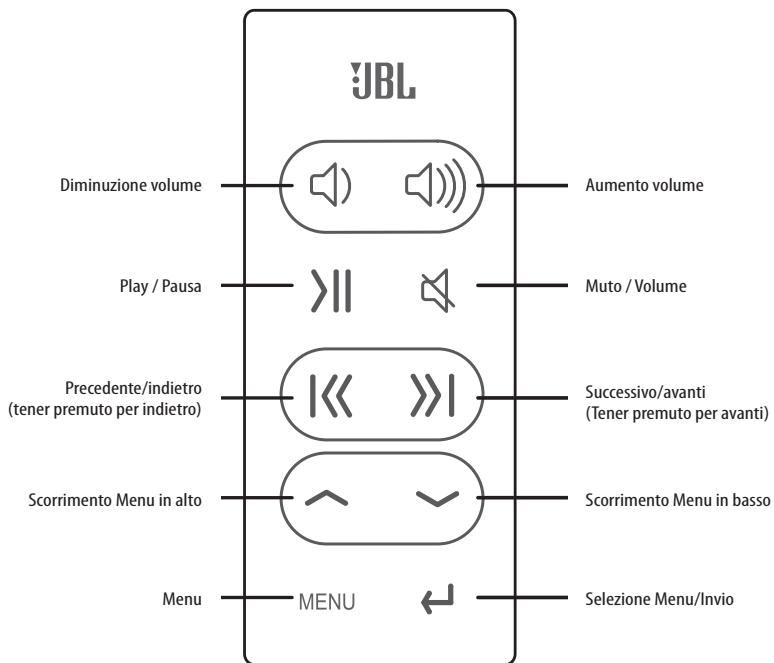 JBL
Diminuzione volume
Aumento volume
Play / Pausa
Muto / Volume
Precedente/indietro
(tener premuto per indietro)
Successivo/avanti
(Tener premuto per avanti)
Scorrimento Menu in alto
Scorrimento Menu in basso
Menu
MENU
Selezione Menu/Invio